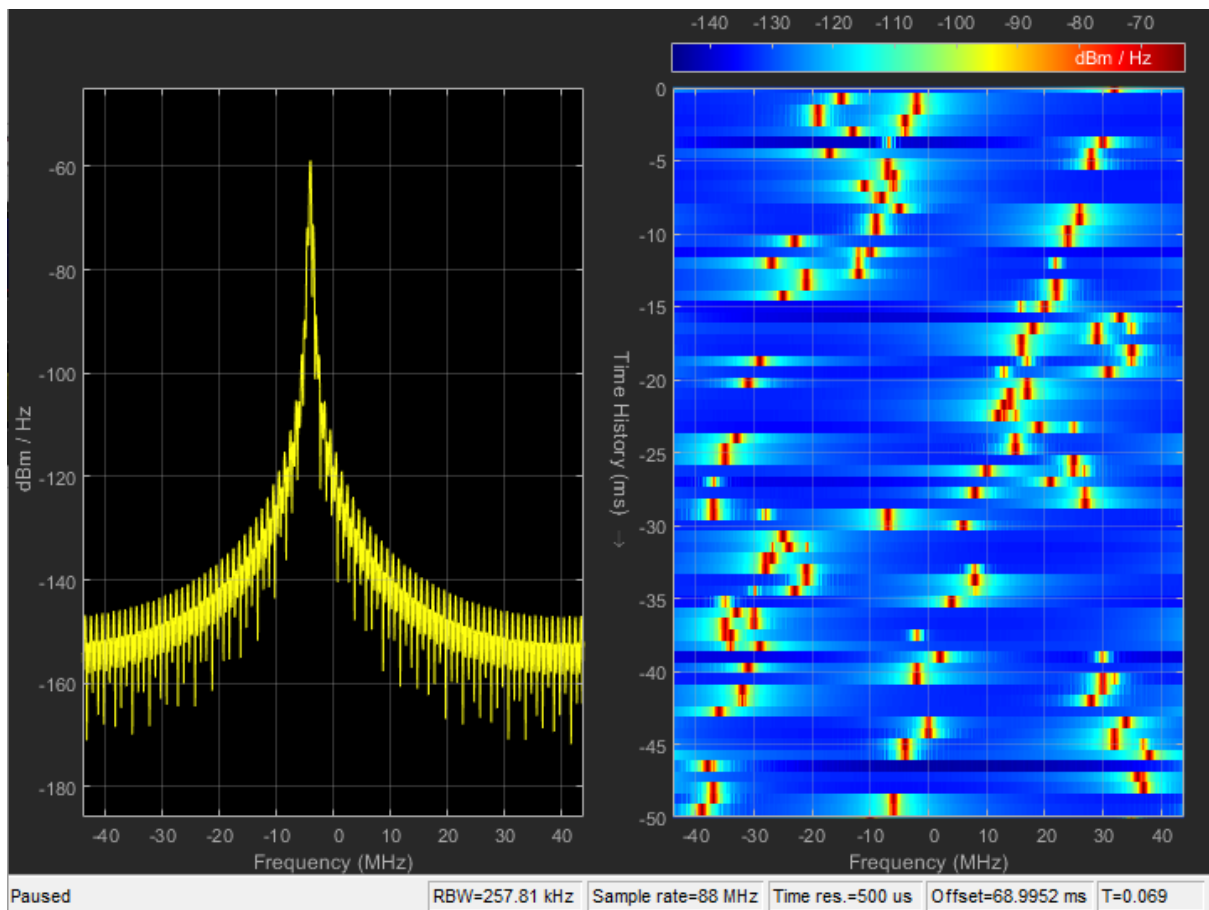 -140 -130 -120 -110 -100 -90 -80 -70
dBm / Hz
-60
-80
-100
-120
-140
-160
-180
dBm / Hz
-40 -30 -20 -10 0 10 20 30 40
Frequency (MHz)
0
-5
-10
-15
-20
-25
-30
-35
-40
-45
-50
Time History (ms) →
-40 -30 -20 -10 0 10 20 30 40
Frequency (MHz)
Paused RBW=257.81 kHz Sample rate=88 MHz Time res.=500 us Offset=68.9952 ms T=0.069